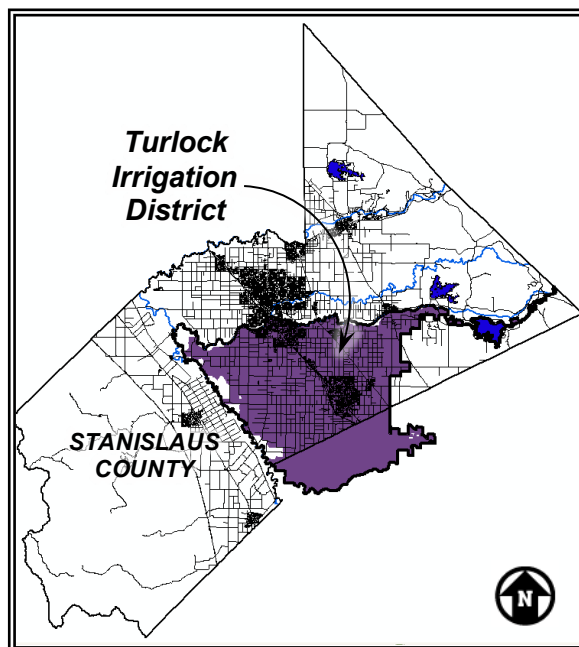 Turlock
Irrigation
District
STANISLAUS
COUNTY
N